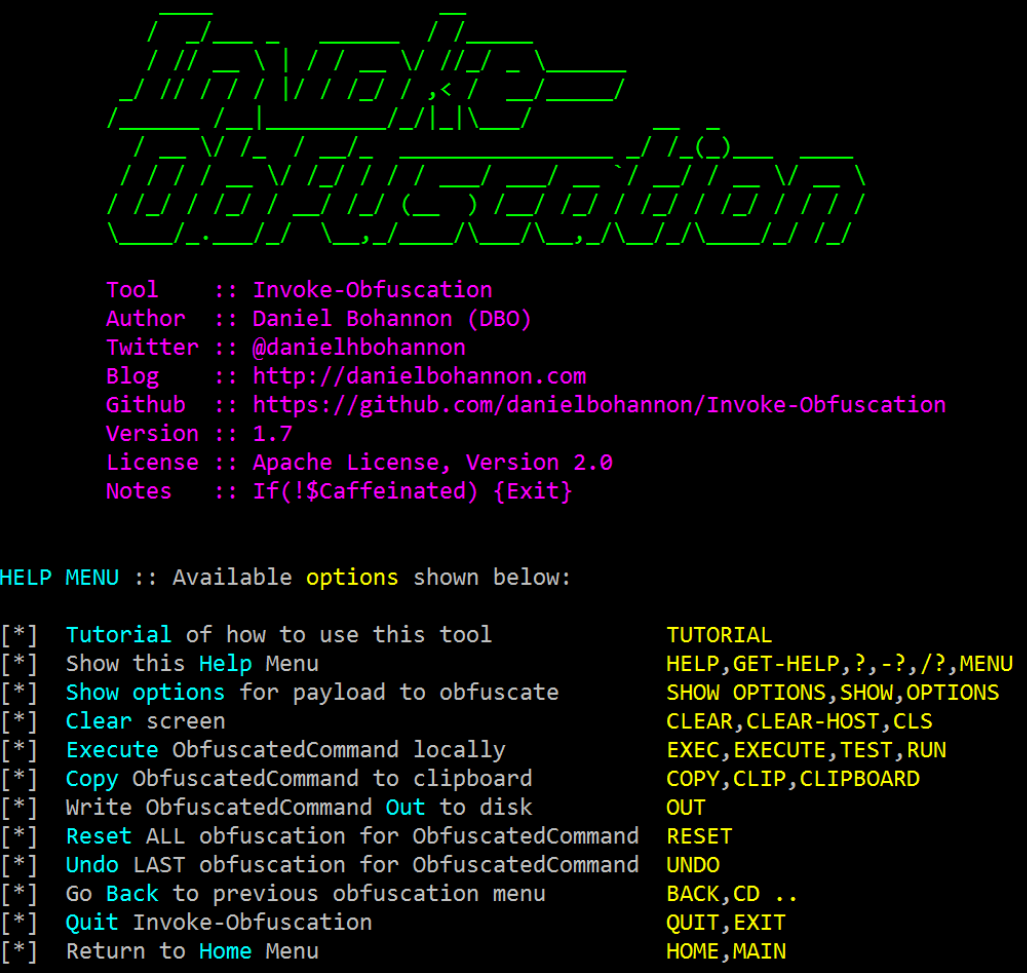 Invoke-
Obfuscation
Tool    :: Invoke-Obfuscation
Author  :: Daniel Bohannon (DBO)
Twitter :: @danielhbohannon
Blog    :: http://danielbohannon.com
Github  :: https://github.com/danielbohannon/Invoke-Obfuscation
Version :: 1.7
License :: Apache License, Version 2.0
Notes   :: If(!$Caffeinated) {Exit}
HELP MENU :: Available options shown below:
[*]  Tutorial of how to use this tool             TUTORIAL
[*]  Show this Help Menu                          HELP,GET-HELP,?,-?,/?,MENU
[*]  Show options for payload to obfuscate        SHOW OPTIONS,SHOW,OPTIONS
[*]  Clear screen                                 CLEAR,CLEAR-HOST,CLS
[*]  Execute ObfuscatedCommand locally            EXEC,EXECUTE,TEST,RUN
[*]  Copy ObfuscatedCommand to clipboard          COPY,CLIP,CLIPBOARD
[*]  Write ObfuscatedCommand Out to disk          OUT
[*]  Reset ALL obfuscation for ObfuscatedCommand  RESET
[*]  Undo LAST obfuscation for ObfuscatedCommand  UNDO
[*]  Go Back to previous obfuscation menu         BACK,CD ..
[*]  Quit Invoke-Obfuscation                      QUIT,EXIT
[*]  Return to Home Menu                          HOME,MAIN